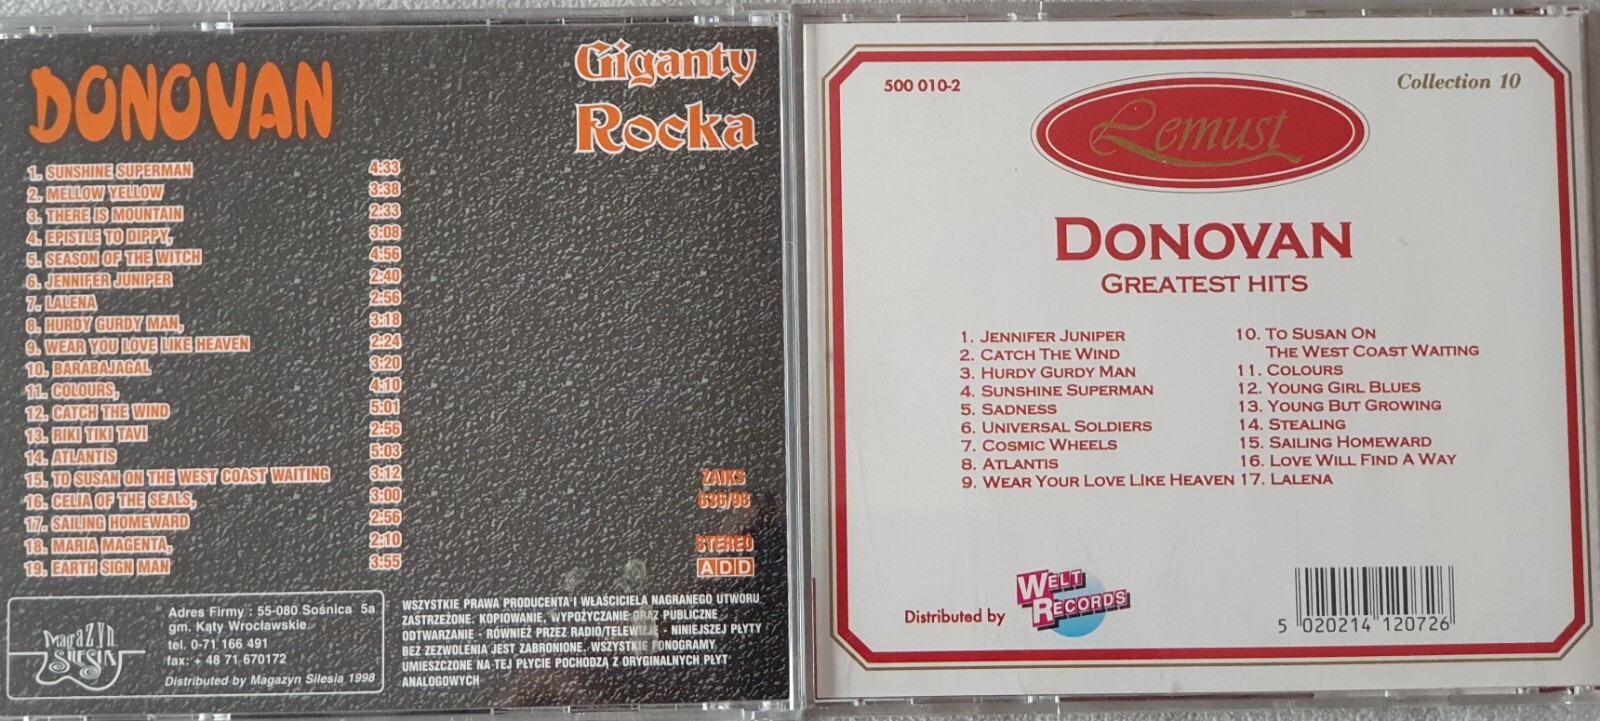 DONOVAN
Giganty
Rocka
1. SUNSHINE SUPERMAN 4:33
2. MELLOW YELLOW 3:38
3. THERE IS MOUNTAIN 2:33
4. EPISTLE TO DIPPY, 3:08
5. SEASON OF THE WITCH 4:56
6. JENNIFER JUNIPER 2:40
7. LALENA 2:56
8. HURDY GURDY MAN, 3:18
9. WEAR YOU LOVE LIKE HEAVEN 2:24
10. BARABAJAGAL 3:20
11. COLOURS, 4:10
12. CATCH THE WIND 5:01
13. RIKI TIKI TAVI 2:56
14. ATLANTIS 5:03
15. TO SUSAN ON THE WEST COAST WAITING 3:12
16. CELIA OF THE SEALS, 3:00
17. SAILING HOMEWARD 2:56
18. MARIA MAGENTA, 2:10
19. EARTH SIGN MAN 3:55
ZAIKS
636/98
STEREO
ADD
Magazyn
SILESIA
Adres Firmy : 55-080 Sośnica 5a
gm. Kąty Wrocławskie
tel. 0-71 166 491
fax: + 48 71 670172
Distributed by Magazyn Silesia 1998
WSZYSTKIE PRAWA PRODUCENTA I WŁAŚCICIELA NAGRANEGO UTWORU
ZASTRZEŻONE: KOPIOWANIE, WYPOŻYCZANIE ORAZ PUBLICZNE
ODTWARZANIE - RÓWNIEŻ PRZEZ RADIO/TELEWIZJĘ - NINIEJSZEJ PŁYTY
BEZ ZEZWOLENIA JEST ZABRONIONE. WSZYSTKIE FONOGRAMY
UMIESZCZONE NA TEJ PŁYCIE POCHODZĄ Z ORYGINALNYCH PŁYT
ANALOGOWYCH
500 010-2
Collection 10
Lemust
DONOVAN
GREATEST HITS
1. JENNIFER JUNIPER
2. CATCH THE WIND
3. HURDY GURDY MAN
4. SUNSHINE SUPERMAN
5. SADNESS
6. UNIVERSAL SOLDIERS
7. COSMIC WHEELS
8. ATLANTIS
9. WEAR YOUR LOVE LIKE HEAVEN
10. TO SUSAN ON
THE WEST COAST WAITING
11. COLOURS
12. YOUNG GIRL BLUES
13. YOUNG BUT GROWING
14. STEALING
15. SAILING HOMEWARD
16. LOVE WILL FIND A WAY
17. LALENA
Distributed by
WELT
RECORDS
5 020214 120726